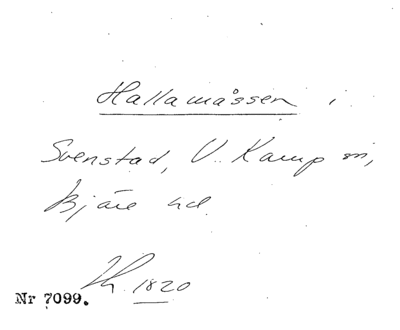 Hallamåssen i
Svenstad, V. Karup sn,
Bjäre hd.
1820
Nr 7099.